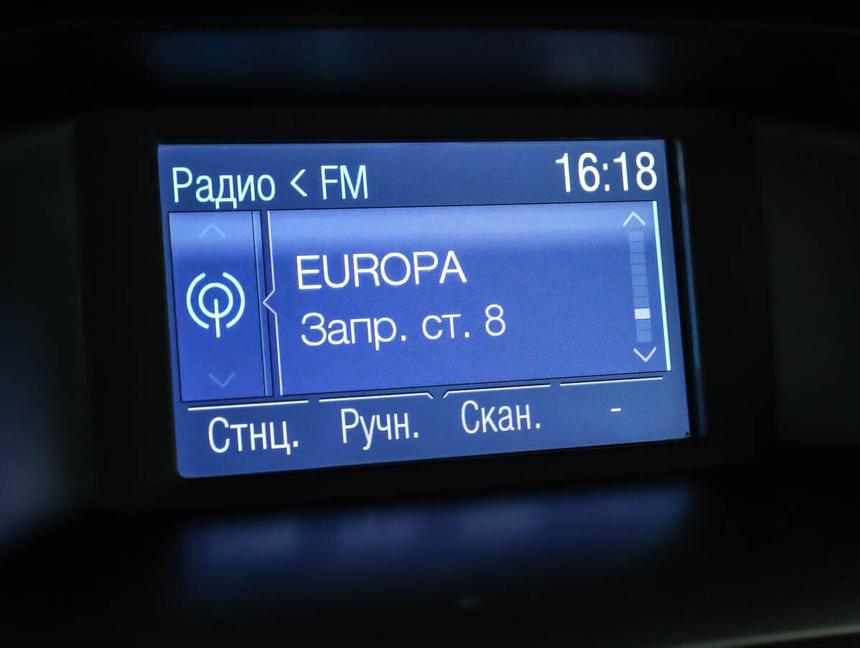 Радио < FM 16:18
EUROPA
Запр. ст. 8
Стнц. Ручн. Скан. -